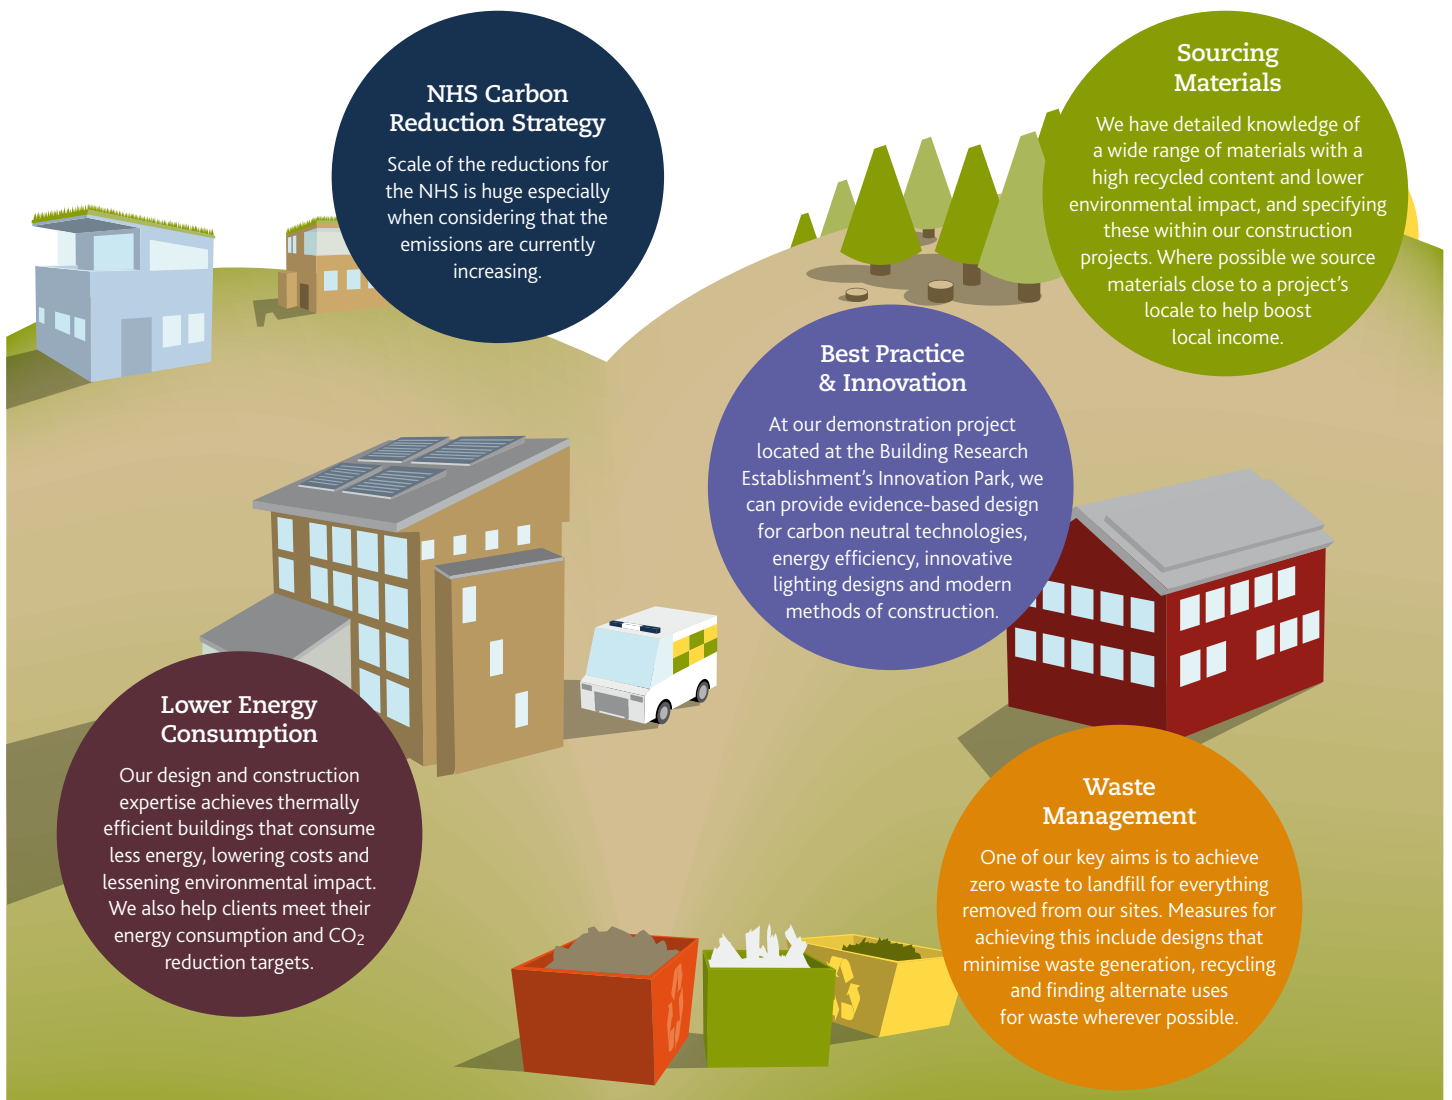 NHS Carbon
Reduction Strategy
Scale of the reductions for
the NHS is huge especially
when considering that the
emissions are currently
increasing.
Sourcing
Materials
We have detailed knowledge of
a wide range of materials with a
high recycled content and lower
environmental impact, and specifying
these within our construction
projects. Where possible we source
materials close to a project's
locale to help boost
local income.
Best Practice
& Innovation
At our demonstration project
located at the Building Research
Establishment's Innovation Park, we
can provide evidence-based design
for carbon neutral technologies,
energy efficiency, innovative
lighting designs and modern
methods of construction.
Lower Energy
Consumption
Our design and construction
expertise achieves thermally
efficient buildings that consume
less energy, lowering costs and
lessening environmental impact.
We also help clients meet their
energy consumption and CO2
reduction targets.
Waste
Management
One of our key aims is to achieve
zero waste to landfill for everything
removed from our sites. Measures for
achieving this include designs that
minimise waste generation, recycling
and finding alternate uses
for waste wherever possible.